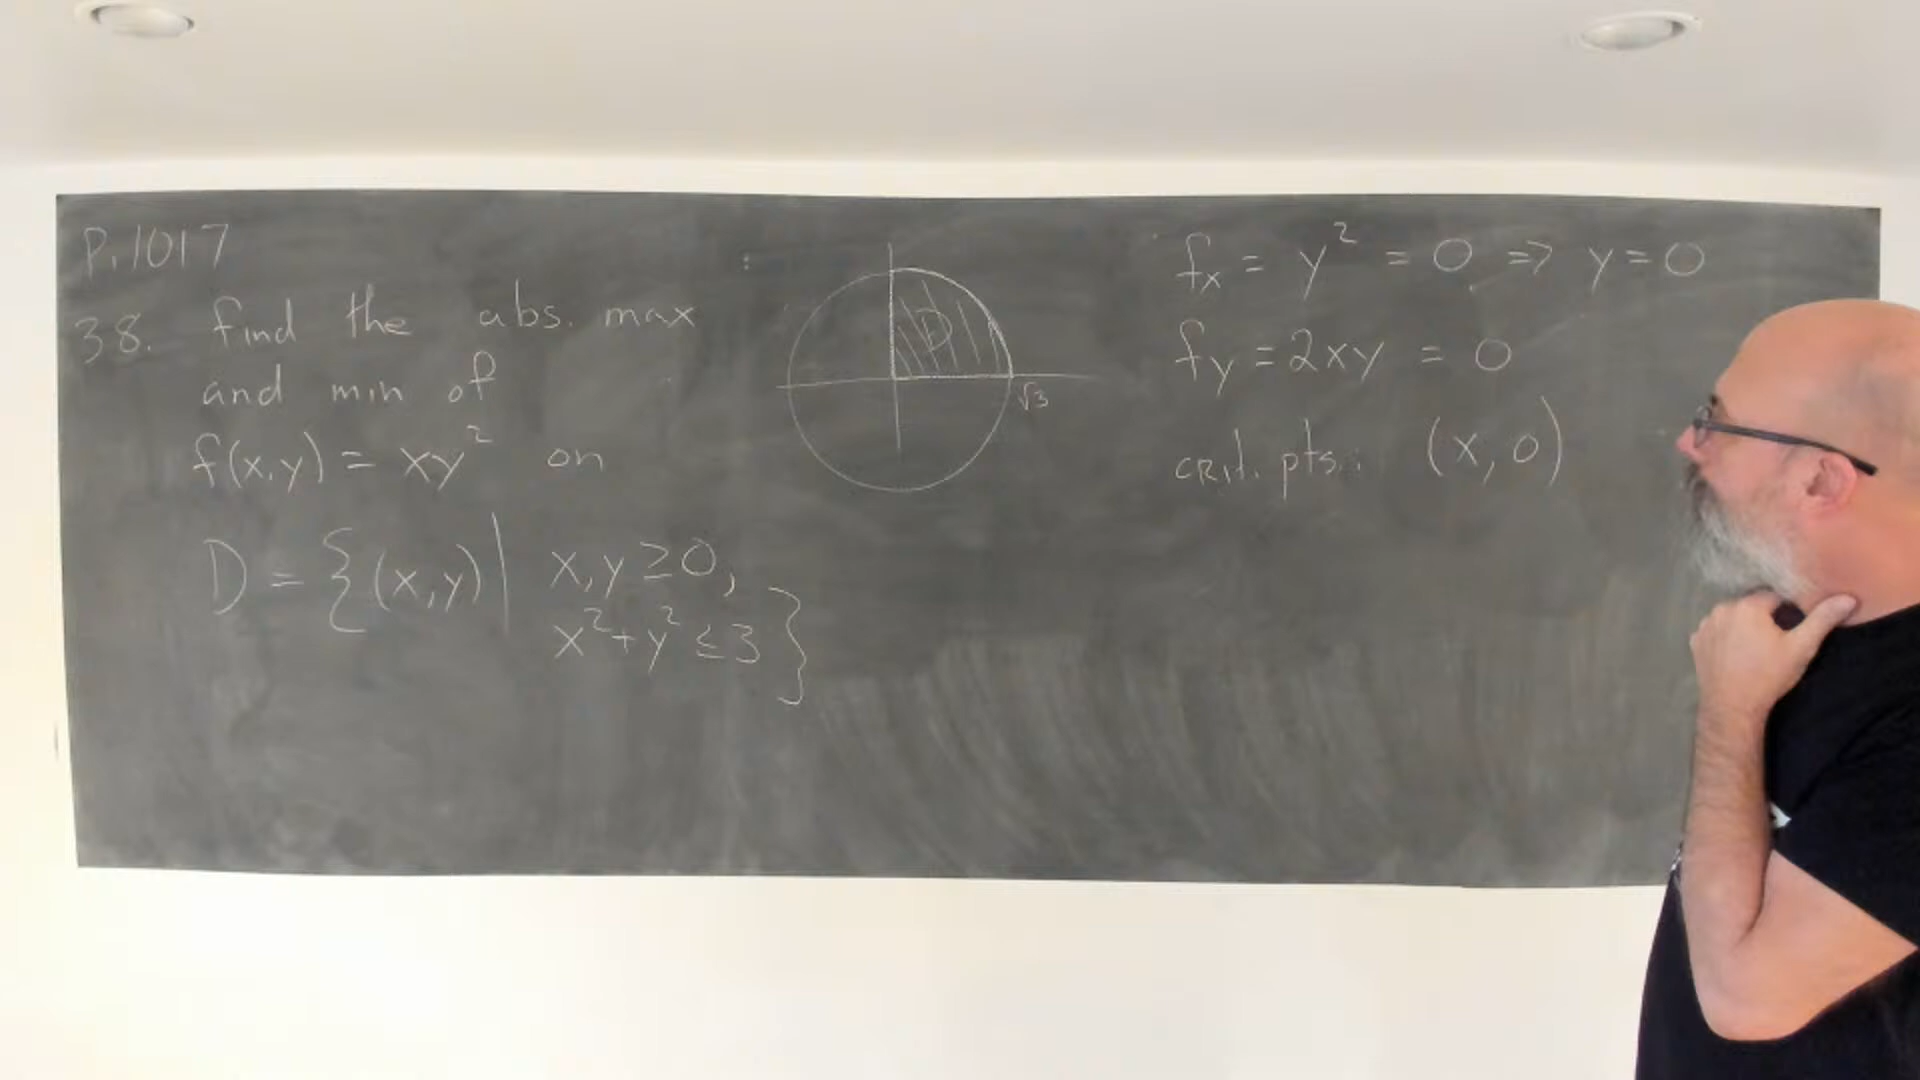 P.1017
38. Find the abs. max
and min of
f(x,y) = xy² on
D = {(x,y) | x,y ≥ 0,
x² + y² ≤ 3}
D
√3
fx = y² = 0 ⇒ y = 0
fy = 2xy = 0
crit. pts.: (x, 0)